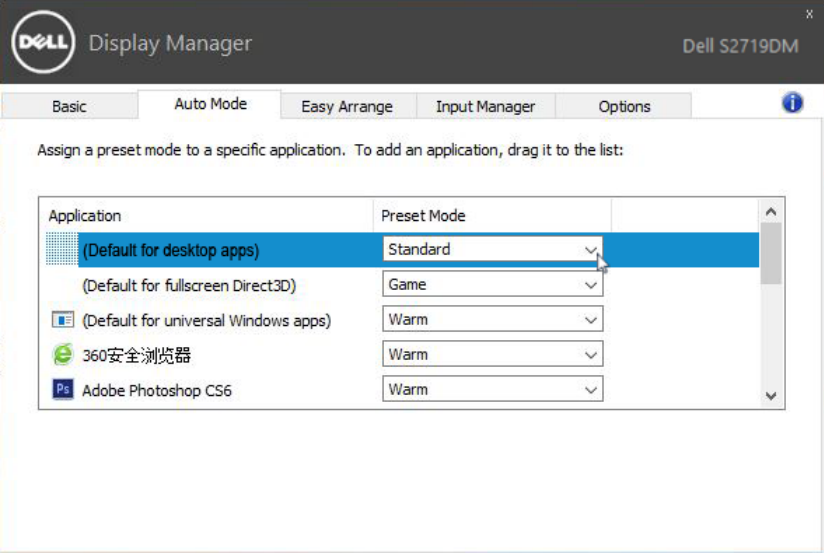 DELL Display Manager Dell S2719DM x
Basic Auto Mode Easy Arrange Input Manager Options i
Assign a preset mode to a specific application. To add an application, drag it to the list:
Application Preset Mode
(Default for desktop apps) Standard
(Default for fullscreen Direct3D) Game
(Default for universal Windows apps) Warm
360安全浏览器 Warm
Ps Adobe Photoshop CS6 Warm